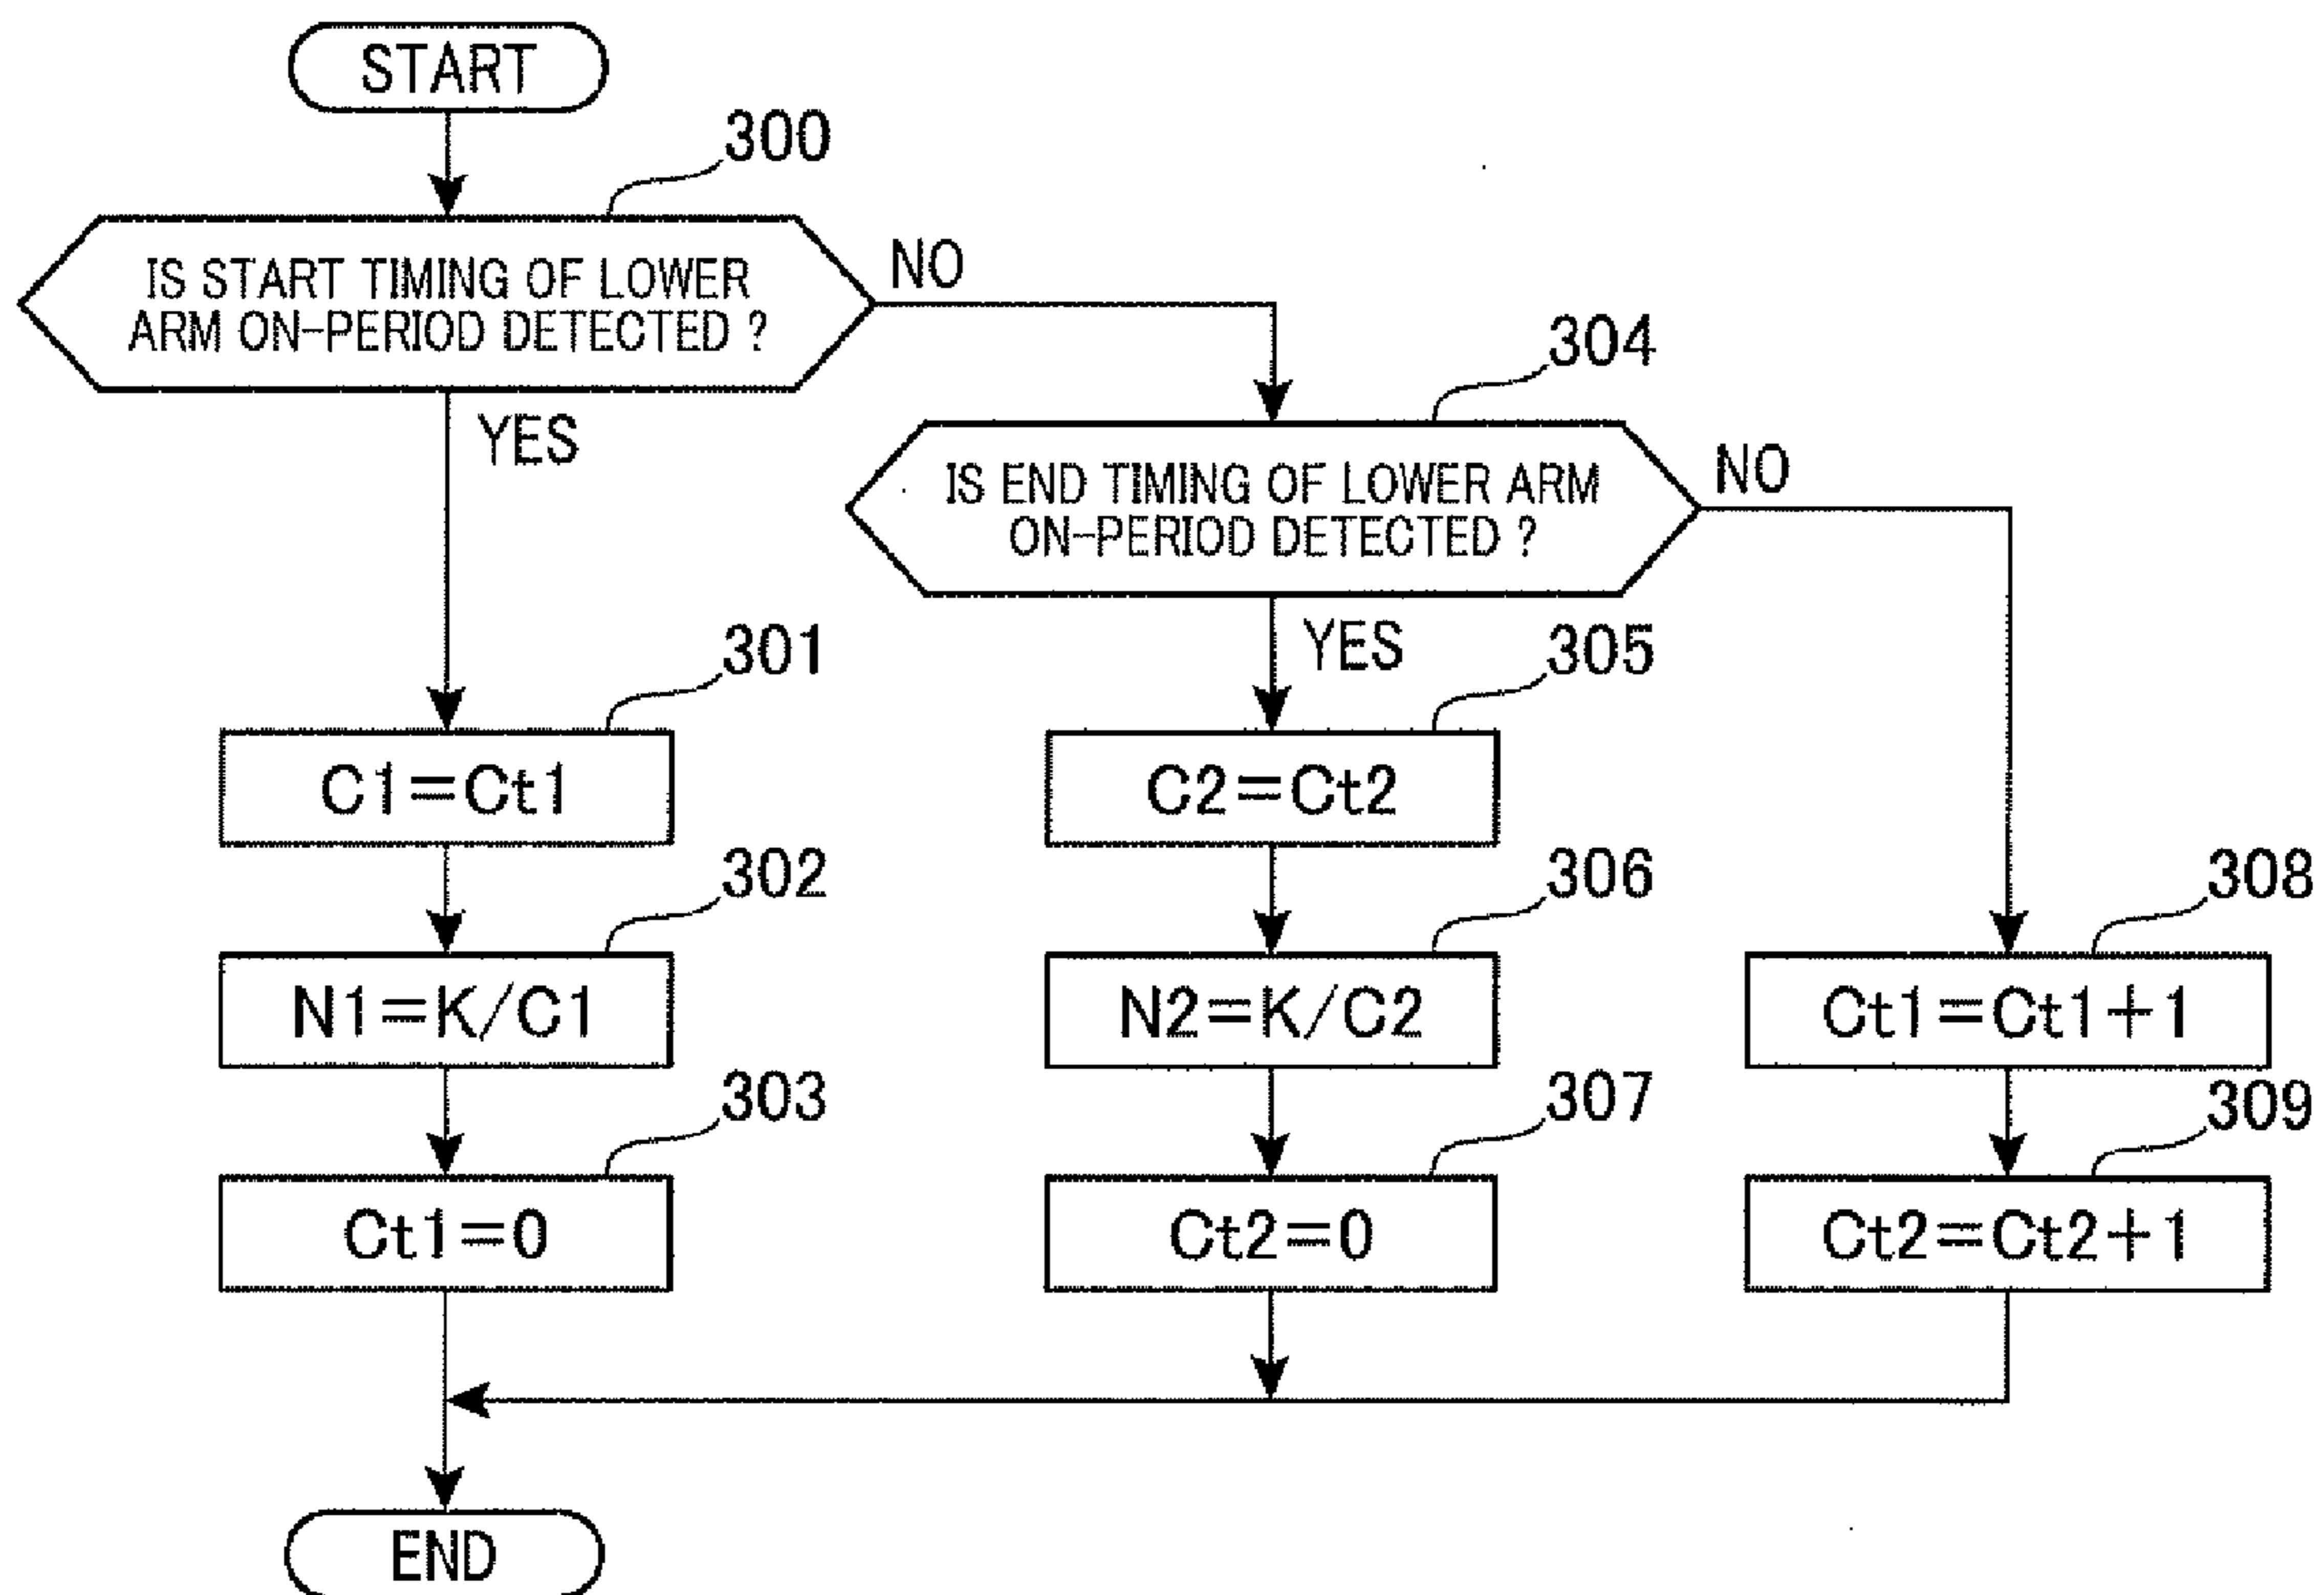 START
300
IS START TIMING OF LOWER
ARM ON-PERIOD DETECTED ?
NO
YES
304
IS END TIMING OF LOWER ARM
ON-PERIOD DETECTED ?
NO
YES
301
C1=Ct1
305
C2=Ct2
302
N1=K/C1
306
N2=K/C2
308
Ct1=Ct1+1
303
Ct1=0
307
Ct2=0
309
Ct2=Ct2+1
END